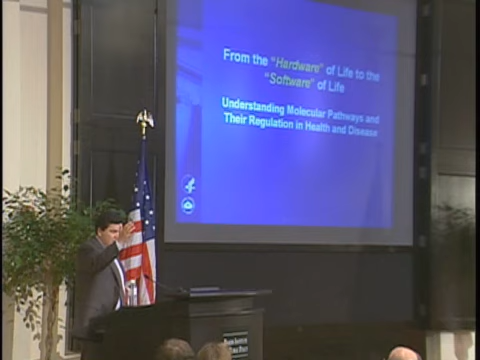 From the "Hardware" of Life to the
"Software" of Life
Understanding Molecular Pathways and
Their Regulation in Health and Disease